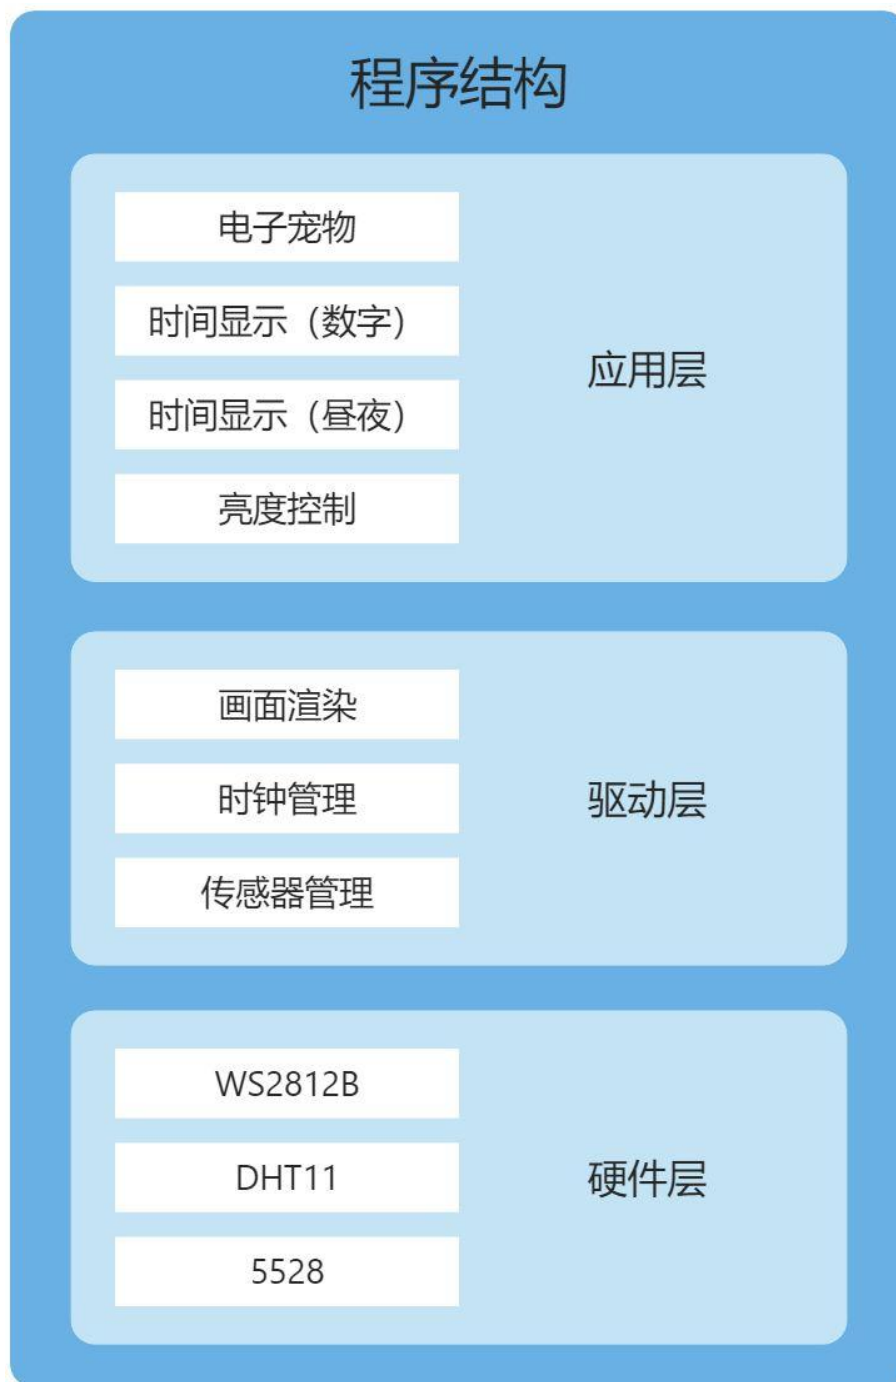 程序结构
电子宠物
时间显示（数字）
时间显示（昼夜）
亮度控制
应用层
画面渲染
时钟管理
传感器管理
驱动层
WS2812B
DHT11
5528
硬件层